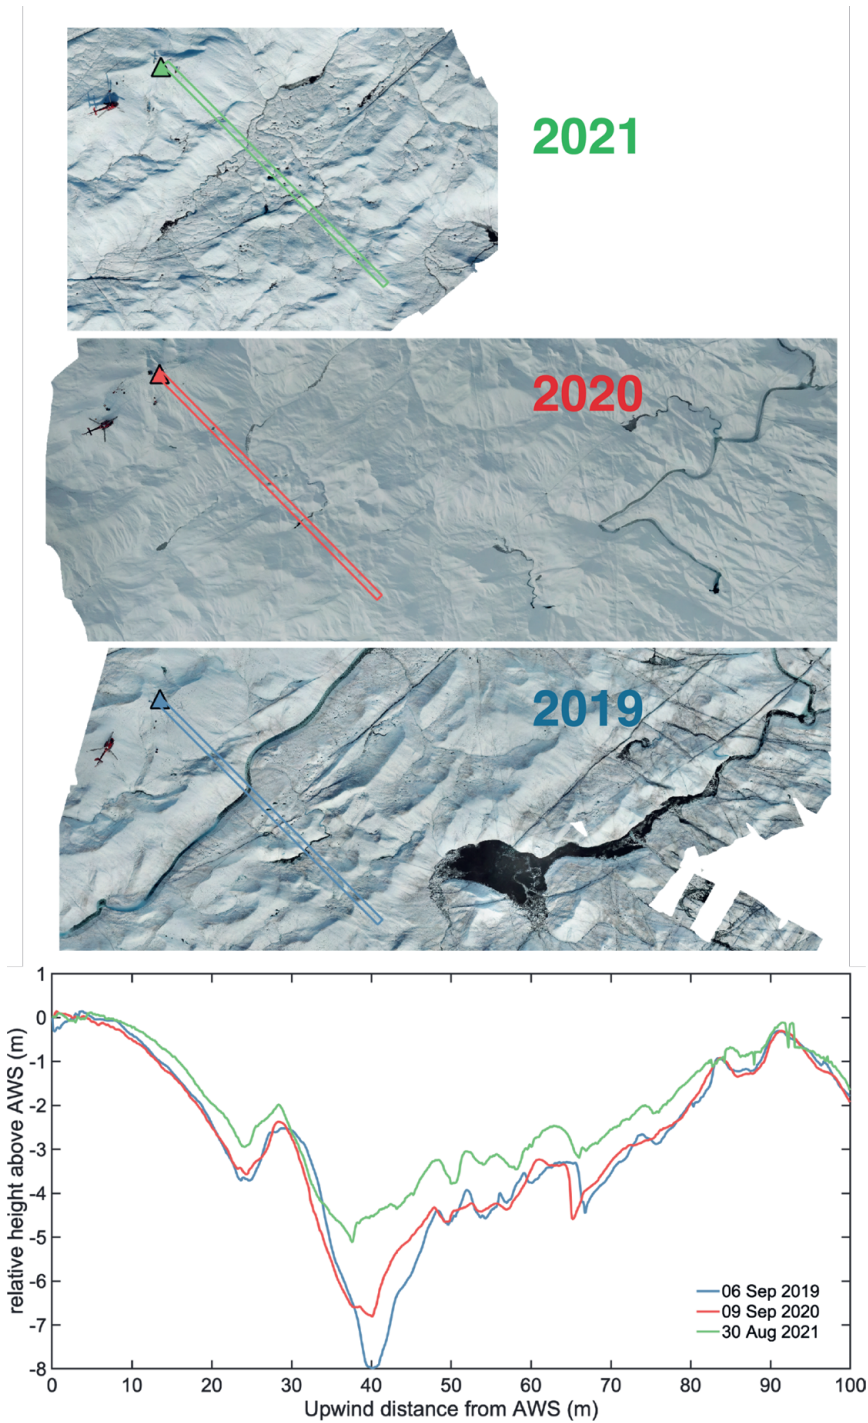 2021
2020
2019
relative height above AWS (m)
1
0
-1
-2
-3
-4
-5
-6
-7
-8
06 Sep 2019
09 Sep 2020
30 Aug 2021
0 10 20 30 40 50 60 70 80 90 100
Upwind distance from AWS (m)